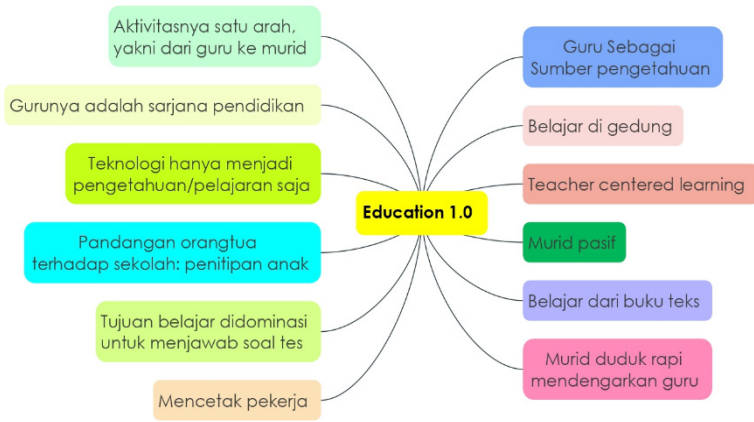 Aktivitasnya satu arah,
yakni dari guru ke murid
Gurunya adalah sarjana pendidikan
Teknologi hanya menjadi
pengetahuan/pelajaran saja
Pandangan orangtua
terhadap sekolah: penitipan anak
Tujuan belajar didominasi
untuk menjawab soal tes
Mencetak pekerja
Education 1.0
Guru Sebagai
Sumber pengetahuan
Belajar di gedung
Teacher centered learning
Murid pasif
Belajar dari buku teks
Murid duduk rapi
mendengarkan guru